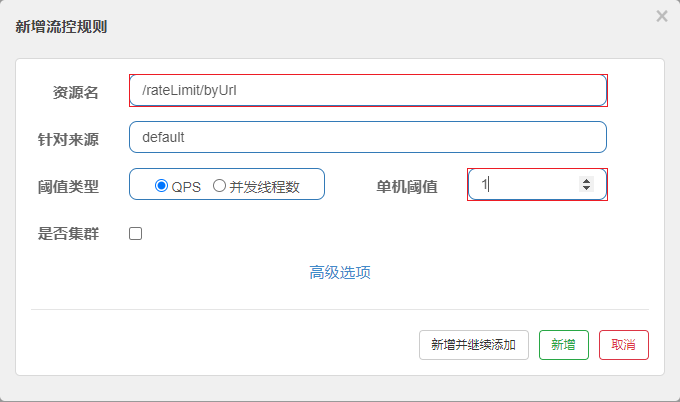 新增流控规则
资源名 /rateLimit/byUrl
针对来源 default
阈值类型 QPS 并发线程数 单机阈值 1
是否集群
高级选项
新增并继续添加 新增 取消